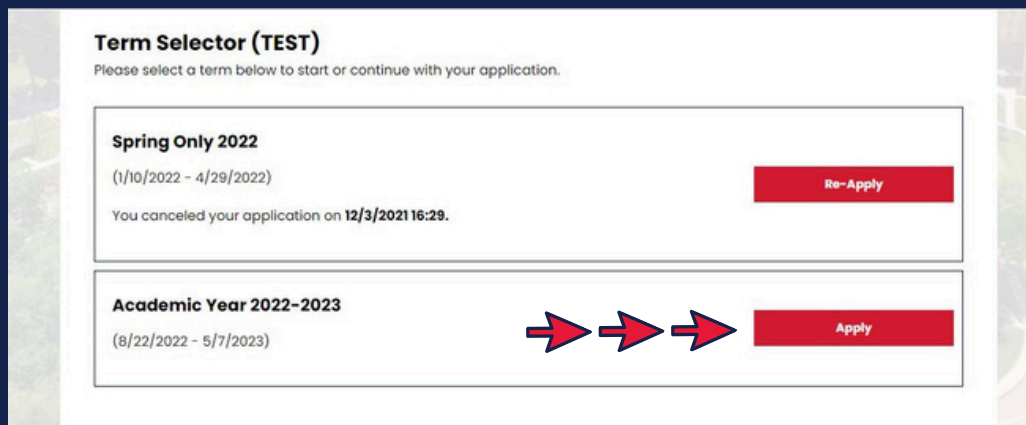 Term Selector (TEST)
Please select a term below to start or continue with your application.
Spring Only 2022
(1/10/2022 - 4/29/2022)
Re-Apply
You canceled your application on 12/3/2021 16:29.
Academic Year 2022-2023
(8/22/2022 - 5/7/2023)
Apply